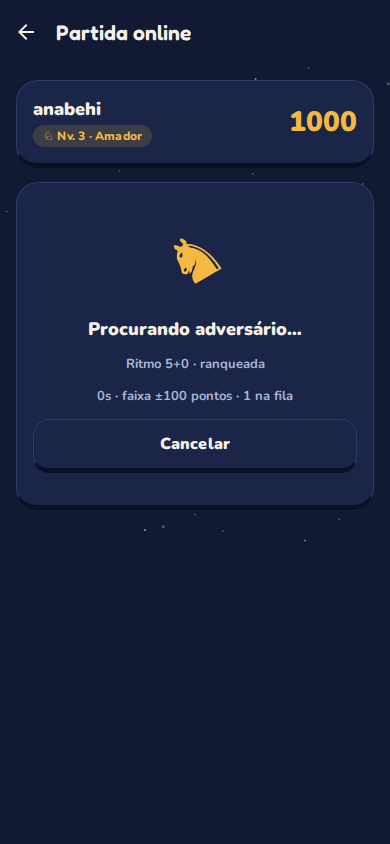 Partida online
anabehi
♘ Nv. 3 · Amador
1000
Procurando adversário...
Ritmo 5+0 · ranqueada
0s · faixa ±100 pontos · 1 na fila
Cancelar